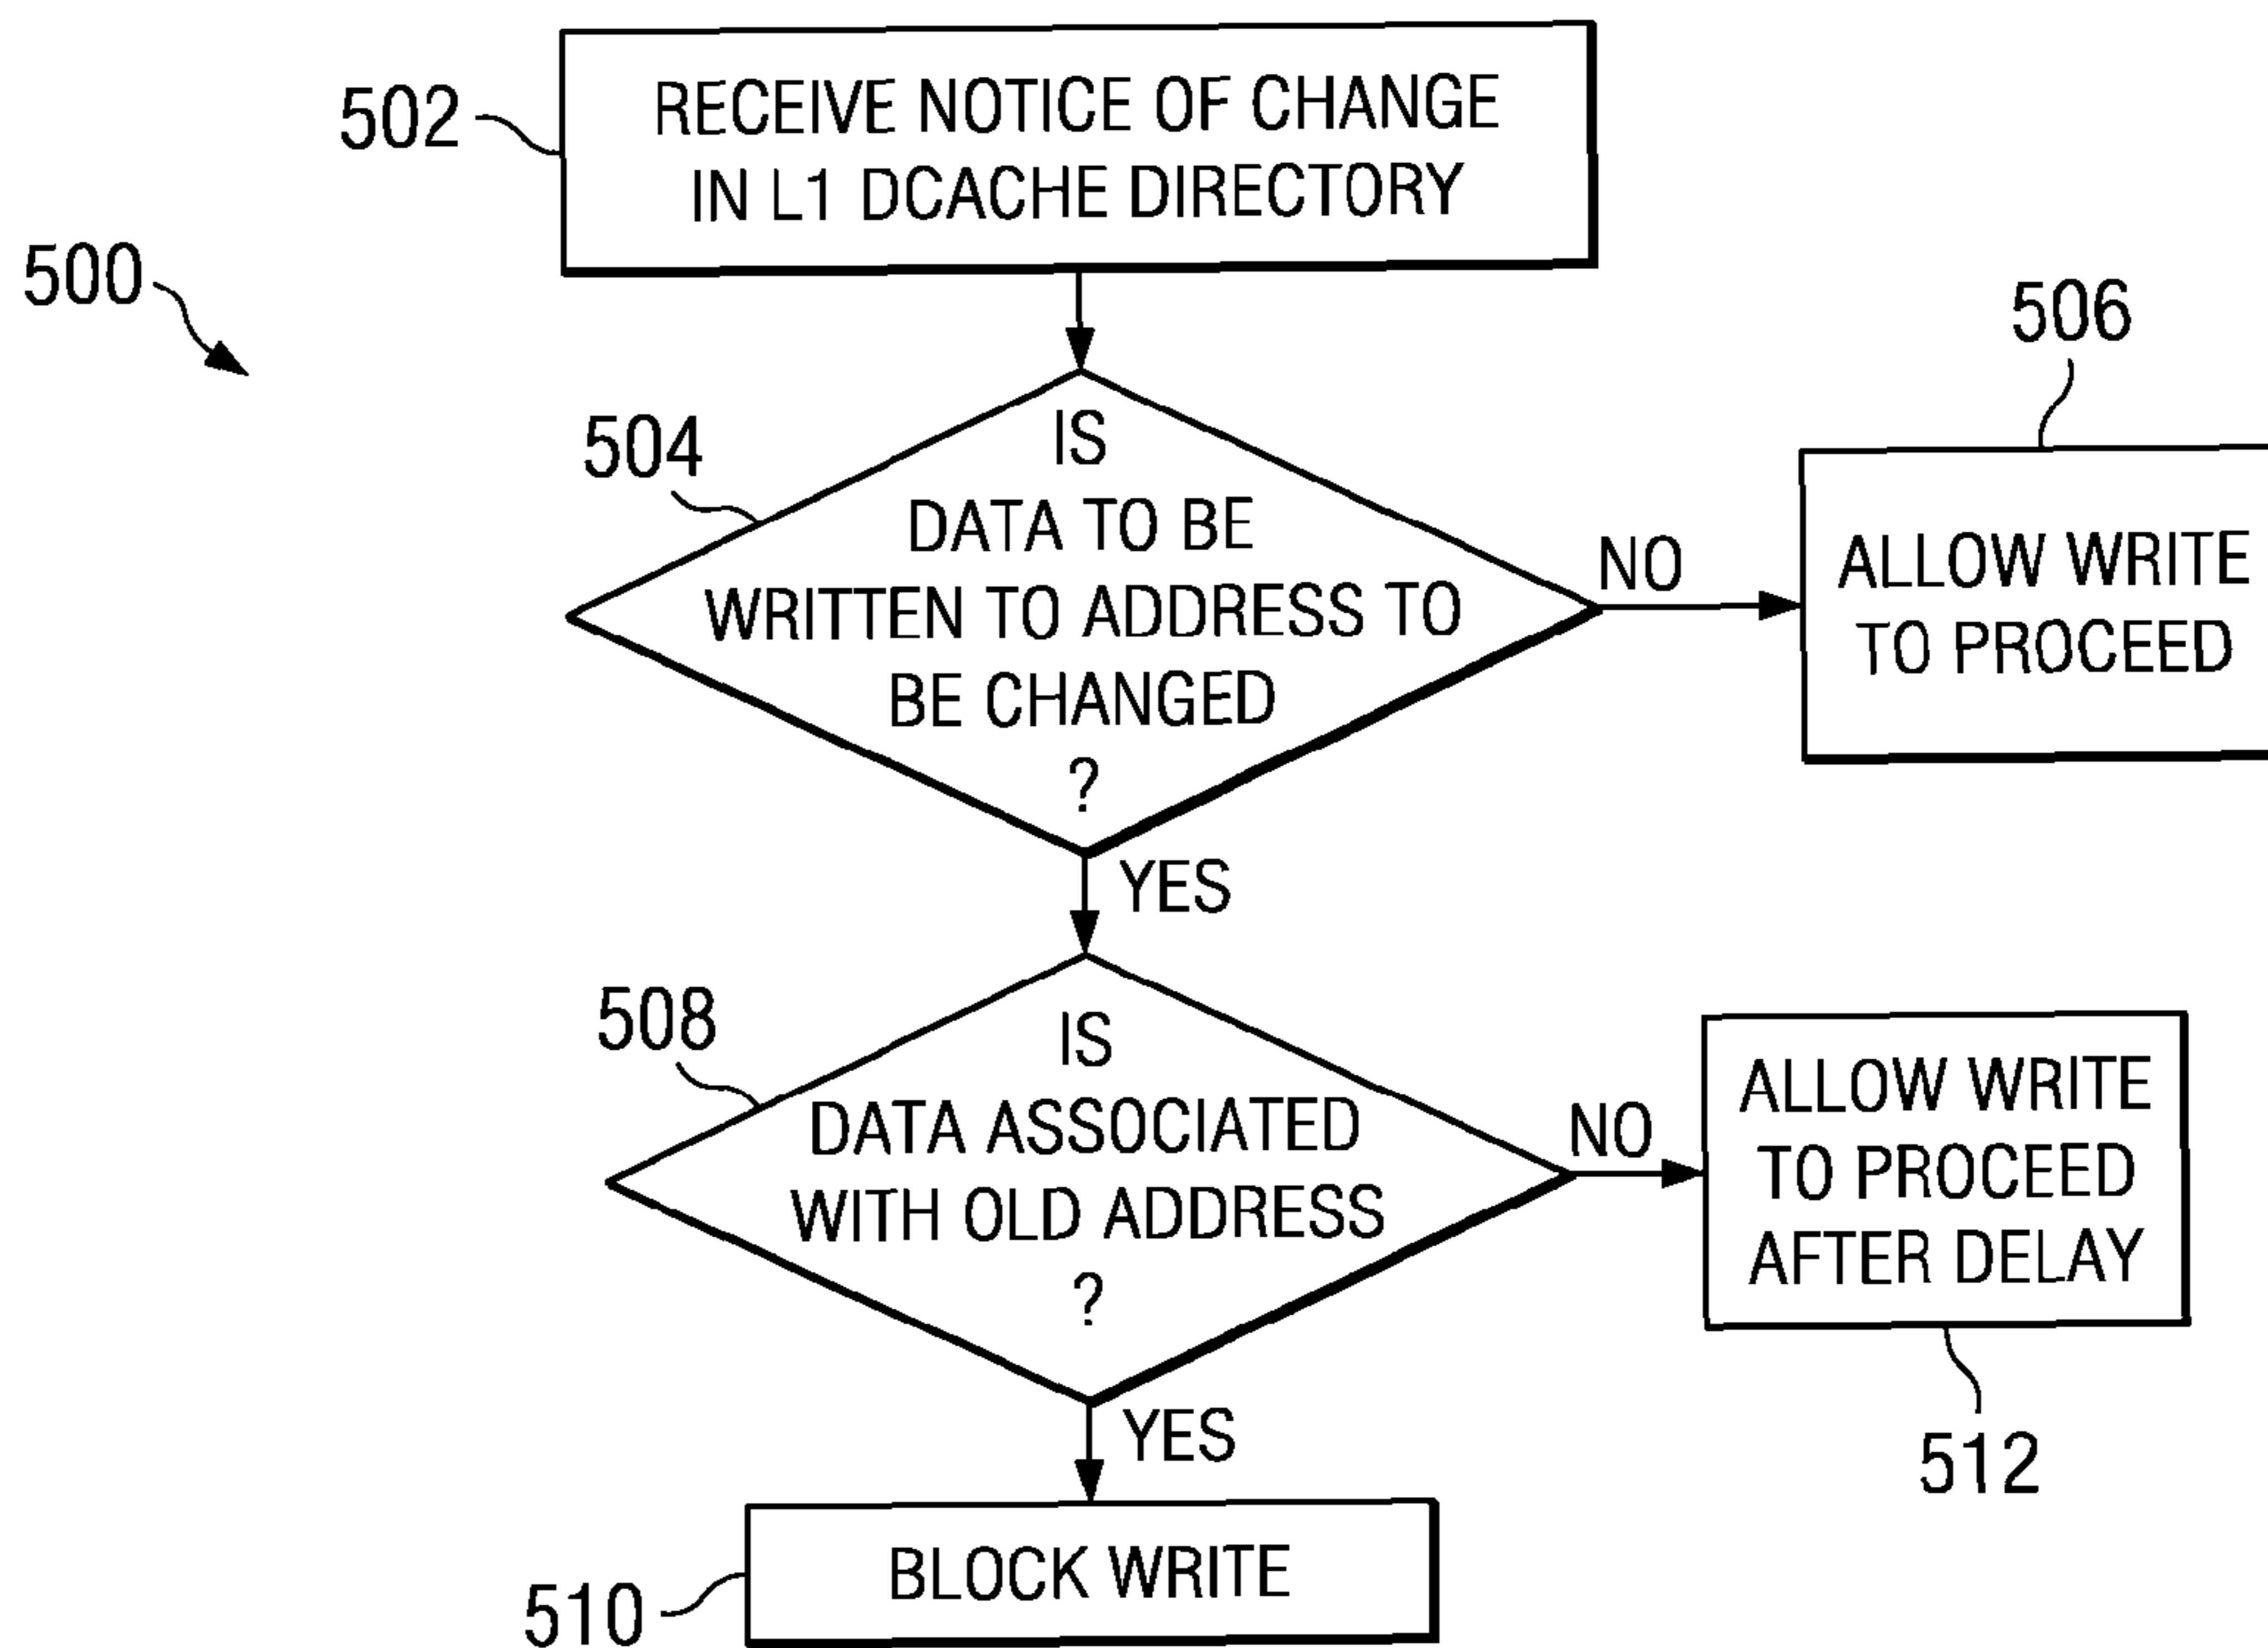 502
RECEIVE NOTICE OF CHANGE
IN L1 DCACHE DIRECTORY
500
504
IS
DATA TO BE
WRITTEN TO ADDRESS TO
BE CHANGED
?
NO
506
ALLOW WRITE
TO PROCEED
YES
508
IS
DATA ASSOCIATED
WITH OLD ADDRESS
?
NO
ALLOW WRITE
TO PROCEED
AFTER DELAY
512
YES
510
BLOCK WRITE